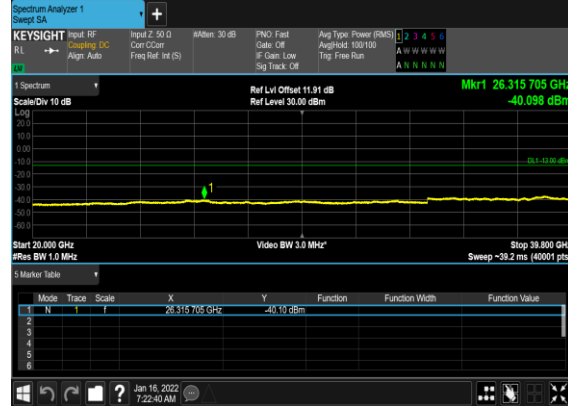 Spectrum Analyzer 1
Swept SA
+
KEYSIGHT
RL
LXI
Input: RF
Coupling: DC
Align: Auto
Input Z: 50 Ω
Corr CCorr
Freq Ref: Int (S)
#Atten: 30 dB
PNO: Fast
Gate: Off
IF Gain: Low
Sig Track: Off
Avg Type: Power (RMS)
Avg|Hold: 100/100
Trig: Free Run
1 2 3 4 5 6
A W W W W W
A N N N N N
1 Spectrum
Scale/Div 10 dB
Ref Lvl Offset 11.91 dB
Ref Level 30.00 dBm
Mkr1 26.315 705 GHz
-40.098 dBm
Log
20.0
10.0
0.00
-10.0
-20.0
-30.0
-40.0
-50.0
-60.0
DL1 -13.00 dBm
1
Start 20.000 GHz
#Res BW 1.0 MHz
Video BW 3.0 MHz*
Stop 39.800 GHz
Sweep ~39.2 ms (40001 pts)
5 Marker Table
Mode Trace Scale X Y Function Function Width Function Value
1 N 1 f 26.315 705 GHz -40.10 dBm
2
3
4
5
6
?
Jan 16, 2022
7:22:40 AM